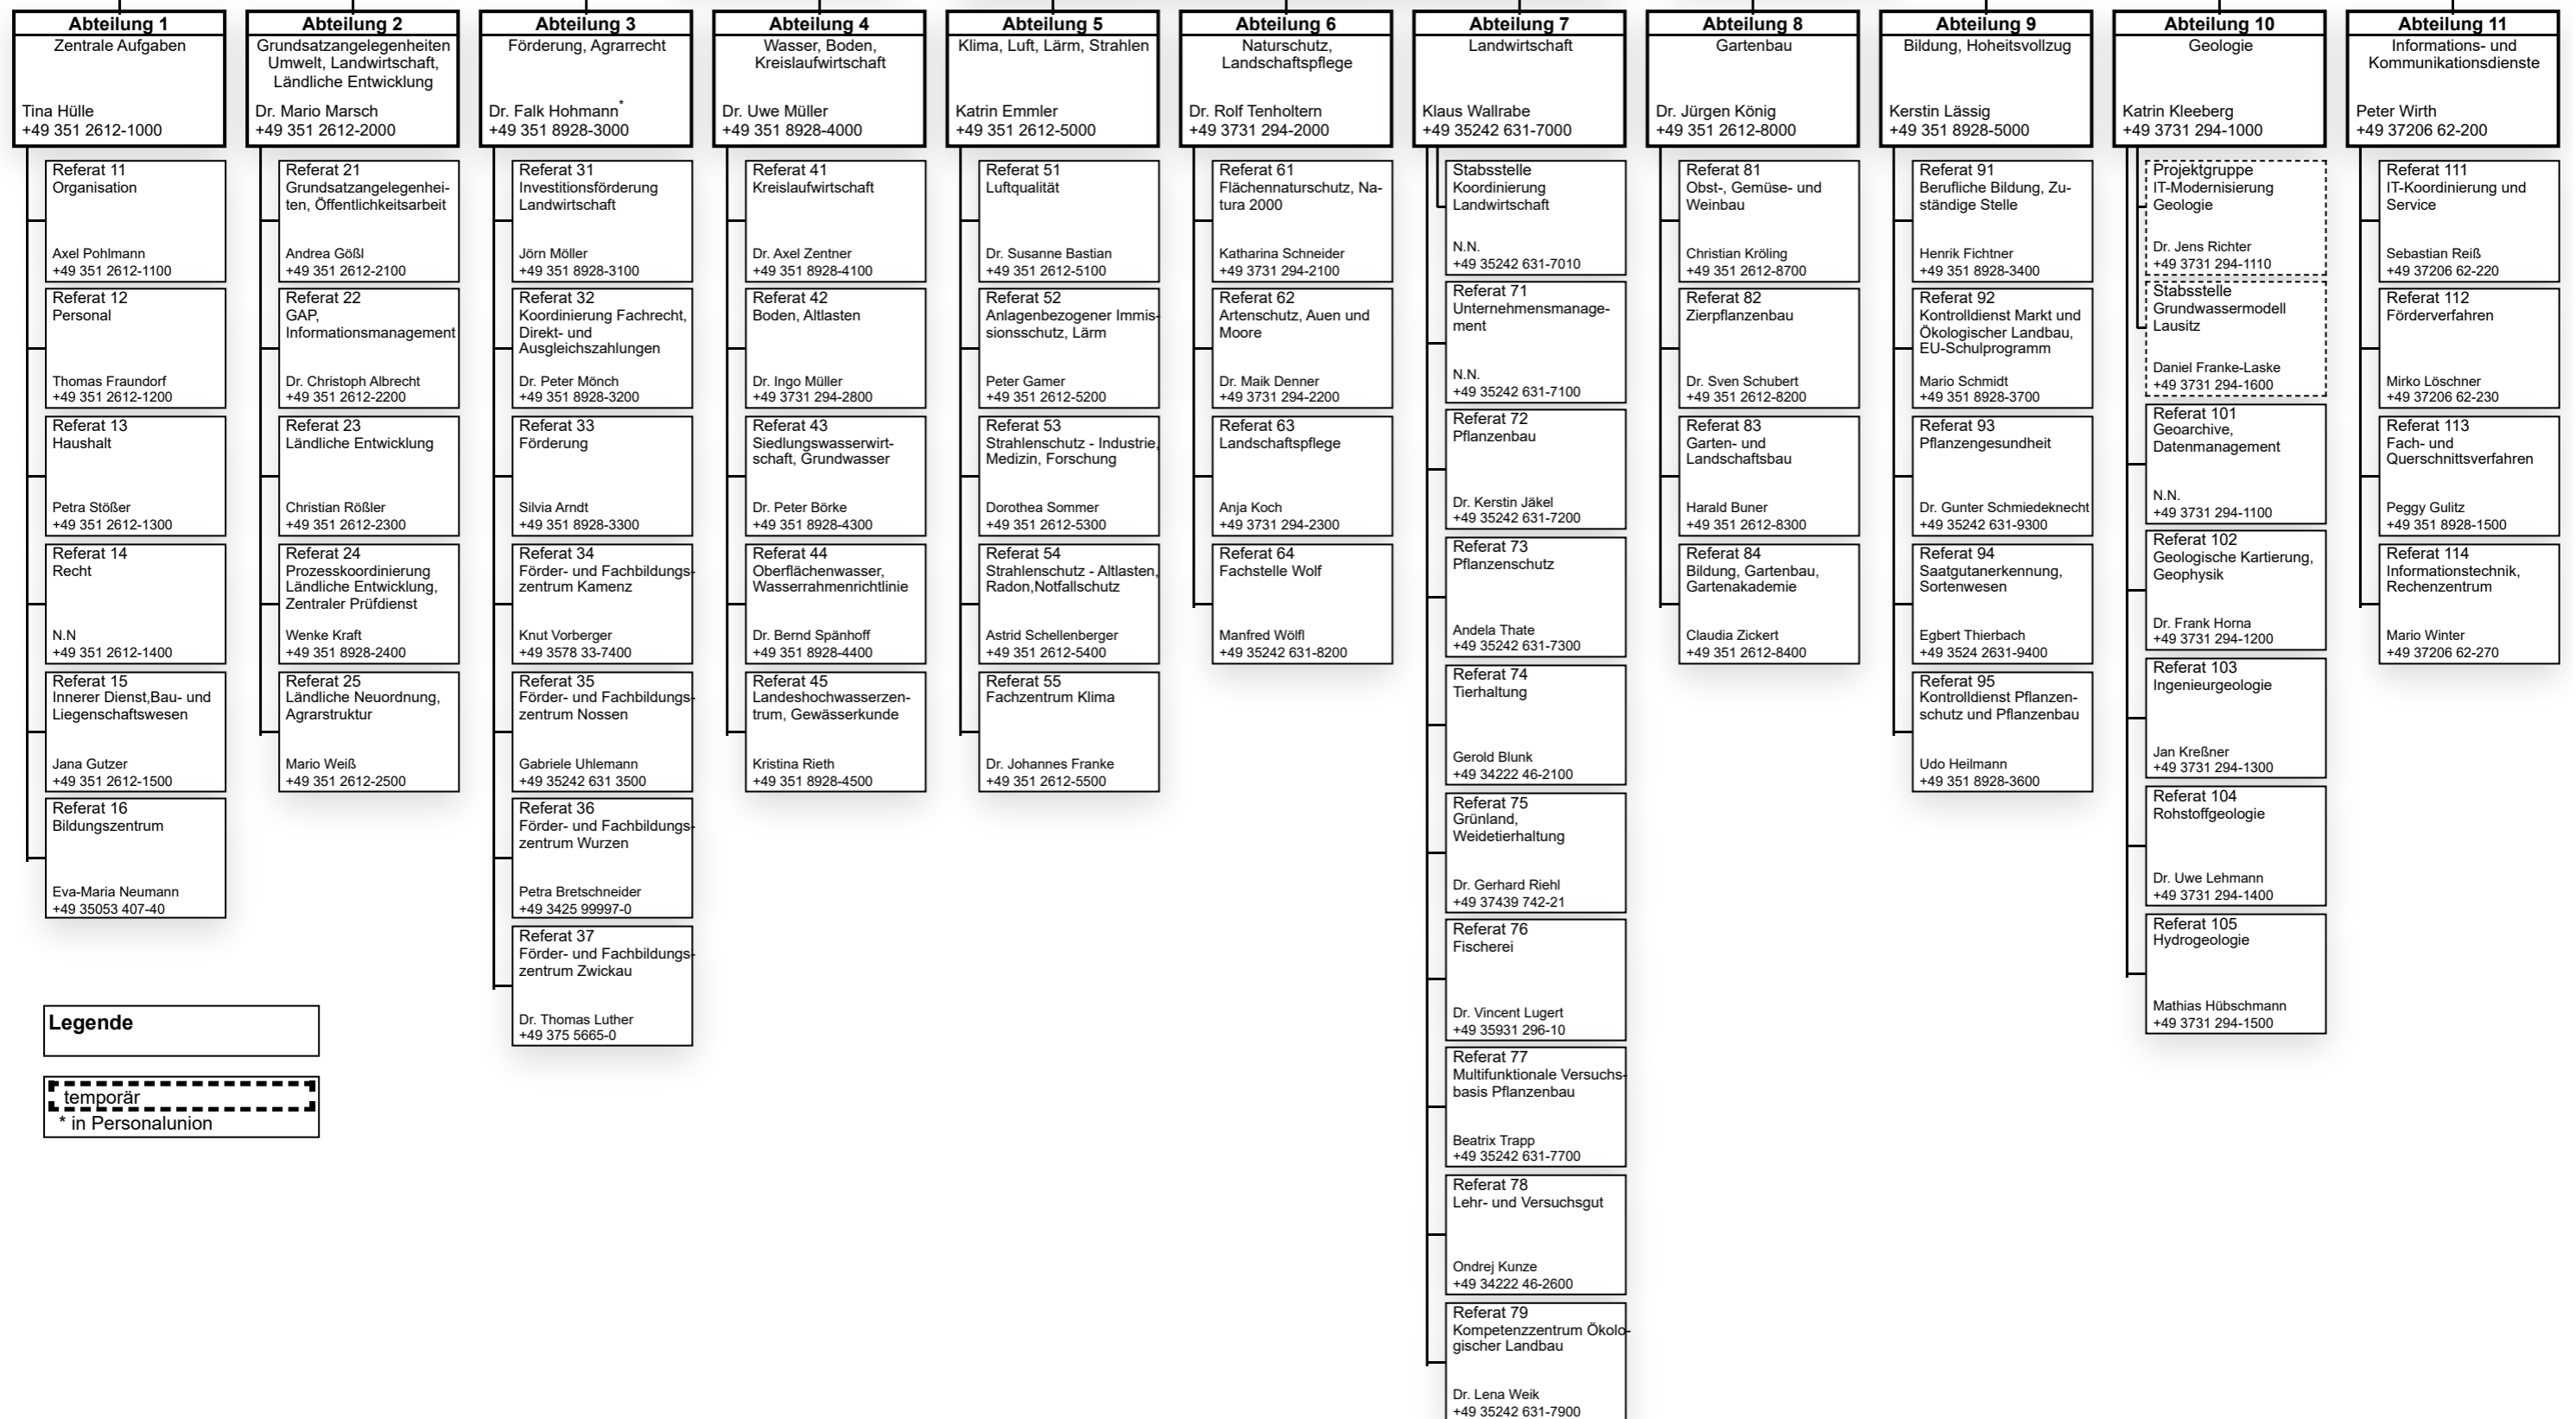 Abteilung 1
Zentrale Aufgaben
Tina Hülle
+49 351 2612-1000
Referat 11
Organisation
Axel Pohlmann
+49 351 2612-1100
Referat 12
Personal
Thomas Fraundorf
+49 351 2612-1200
Referat 13
Haushalt
Petra Stößer
+49 351 2612-1300
Referat 14
Recht
N.N
+49 351 2612-1400
Referat 15
Innerer Dienst,Bau- und
Liegenschaftswesen
Jana Gutzer
+49 351 2612-1500
Referat 16
Bildungszentrum
Eva-Maria Neumann
+49 35053 407-40
Legende
temporär
* in Personalunion
Abteilung 2
Grundsatzangelegenheiten
Umwelt, Landwirtschaft,
Ländliche Entwicklung
Dr. Mario Marsch
+49 351 2612-2000
Referat 21
Grundsatzangelegenhei-
ten, Öffentlichkeitsarbeit
Andrea Gößl
+49 351 2612-2100
Referat 22
GAP,
Informationsmanagement
Dr. Christoph Albrecht
+49 351 2612-2200
Referat 23
Ländliche Entwicklung
Christian Rößler
+49 351 2612-2300
Referat 24
Prozesskoordinierung
Ländliche Entwicklung,
Zentraler Prüfdienst
Wenke Kraft
+49 351 8928-2400
Referat 25
Ländliche Neuordnung,
Agrarstruktur
Mario Weiß
+49 351 2612-2500
Abteilung 3
Förderung, Agrarrecht
Dr. Falk Hohmann*
+49 351 8928-3000
Referat 31
Investitionsförderung
Landwirtschaft
Jörn Möller
+49 351 8928-3100
Referat 32
Koordinierung Fachrecht,
Direkt- und
Ausgleichszahlungen
Dr. Peter Mönch
+49 351 8928-3200
Referat 33
Förderung
Silvia Arndt
+49 351 8928-3300
Referat 34
Förder- und Fachbildungs-
zentrum Kamenz
Knut Vorberger
+49 3578 33-7400
Referat 35
Förder- und Fachbildungs-
zentrum Nossen
Gabriele Uhlemann
+49 35242 631 3500
Referat 36
Förder- und Fachbildungs-
zentrum Wurzen
Petra Bretschneider
+49 3425 99997-0
Referat 37
Förder- und Fachbildungs-
zentrum Zwickau
Dr. Thomas Luther
+49 375 5665-0
Abteilung 4
Wasser, Boden,
Kreislaufwirtschaft
Dr. Uwe Müller
+49 351 8928-4000
Referat 41
Kreislaufwirtschaft
Dr. Axel Zentner
+49 351 8928-4100
Referat 42
Boden, Altlasten
Dr. Ingo Müller
+49 3731 294-2800
Referat 43
Siedlungswasserwirt-
schaft, Grundwasser
Dr. Peter Börke
+49 351 8928-4300
Referat 44
Oberflächenwasser,
Wasserrahmenrichtlinie
Dr. Bernd Spänhoff
+49 351 8928-4400
Referat 45
Landeshochwasserzen-
trum, Gewässerkunde
Kristina Rieth
+49 351 8928-4500
Abteilung 5
Klima, Luft, Lärm, Strahlen
Katrin Emmler
+49 351 2612-5000
Referat 51
Luftqualität
Dr. Susanne Bastian
+49 351 2612-5100
Referat 52
Anlagenbezogener Immis-
sionsschutz, Lärm
Peter Gamer
+49 351 2612-5200
Referat 53
Strahlenschutz - Industrie,
Medizin, Forschung
Dorothea Sommer
+49 351 2612-5300
Referat 54
Strahlenschutz - Altlasten,
Radon,Notfallschutz
Astrid Schellenberger
+49 351 2612-5400
Referat 55
Fachzentrum Klima
Dr. Johannes Franke
+49 351 2612-5500
Abteilung 6
Naturschutz,
Landschaftspflege
Dr. Rolf Tenholtern
+49 3731 294-2000
Referat 61
Flächennaturschutz, Na-
tura 2000
Katharina Schneider
+49 3731 294-2100
Referat 62
Artenschutz, Auen und
Moore
Dr. Maik Denner
+49 3731 294-2200
Referat 63
Landschaftspflege
Anja Koch
+49 3731 294-2300
Referat 64
Fachstelle Wolf
Manfred Wölfl
+49 35242 631-8200
Abteilung 7
Landwirtschaft
Klaus Wallrabe
+49 35242 631-7000
Stabsstelle
Koordinierung
Landwirtschaft
N.N.
+49 35242 631-7010
Referat 71
Unternehmensmanage-
ment
N.N.
+49 35242 631-7100
Referat 72
Pflanzenbau
Dr. Kerstin Jäkel
+49 35242 631-7200
Referat 73
Pflanzenschutz
Andela Thate
+49 35242 631-7300
Referat 74
Tierhaltung
Gerold Blunk
+49 34222 46-2100
Referat 75
Grünland,
Weidetierhaltung
Dr. Gerhard Riehl
+49 37439 742-21
Referat 76
Fischerei
Dr. Vincent Lugert
+49 35931 296-10
Referat 77
Multifunktionale Versuchs-
basis Pflanzenbau
Beatrix Trapp
+49 35242 631-7700
Referat 78
Lehr- und Versuchsgut
Ondrej Kunze
+49 34222 46-2600
Referat 79
Kompetenzzentrum Ökolo-
gischer Landbau
Dr. Lena Weik
+49 35242 631-7900
Abteilung 8
Gartenbau
Dr. Jürgen König
+49 351 2612-8000
Referat 81
Obst-, Gemüse- und
Weinbau
Christian Kröling
+49 351 2612-8700
Referat 82
Zierpflanzenbau
Dr. Sven Schubert
+49 351 2612-8200
Referat 83
Garten- und
Landschaftsbau
Harald Buner
+49 351 2612-8300
Referat 84
Bildung, Gartenbau,
Gartenakademie
Claudia Zickert
+49 351 2612-8400
Abteilung 9
Bildung, Hoheitsvollzug
Kerstin Lässig
+49 351 8928-5000
Referat 91
Berufliche Bildung, Zu-
ständige Stelle
Henrik Fichtner
+49 351 8928-3400
Referat 92
Kontrolldienst Markt und
Ökologischer Landbau,
EU-Schulprogramm
Mario Schmidt
+49 351 8928-3700
Referat 93
Pflanzengesundheit
Dr. Gunter Schmiedeknecht
+49 35242 631-9300
Referat 94
Saatgutanerkennung,
Sortenwesen
Egbert Thierbach
+49 3524 2631-9400
Referat 95
Kontrolldienst Pflanzen-
schutz und Pflanzenbau
Udo Heilmann
+49 351 8928-3600
Abteilung 10
Geologie
Katrin Kleeberg
+49 3731 294-1000
Projektgruppe
IT-Modernisierung
Geologie
Dr. Jens Richter
+49 3731 294-1110
Stabsstelle
Grundwassermodell
Lausitz
Daniel Franke-Laske
+49 3731 294-1600
Referat 101
Geoarchive,
Datenmanagement
N.N.
+49 3731 294-1100
Referat 102
Geologische Kartierung,
Geophysik
Dr. Frank Horna
+49 3731 294-1200
Referat 103
Ingenieurgeologie
Jan Kreßner
+49 3731 294-1300
Referat 104
Rohstoffgeologie
Dr. Uwe Lehmann
+49 3731 294-1400
Referat 105
Hydrogeologie
Mathias Hübschmann
+49 3731 294-1500
Abteilung 11
Informations- und
Kommunikationsdienste
Peter Wirth
+49 37206 62-200
Referat 111
IT-Koordinierung und
Service
Sebastian Reiß
+49 37206 62-220
Referat 112
Förderverfahren
Mirko Löschner
+49 37206 62-230
Referat 113
Fach- und
Querschnittsverfahren
Peggy Gulitz
+49 351 8928-1500
Referat 114
Informationstechnik,
Rechenzentrum
Mario Winter
+49 37206 62-270